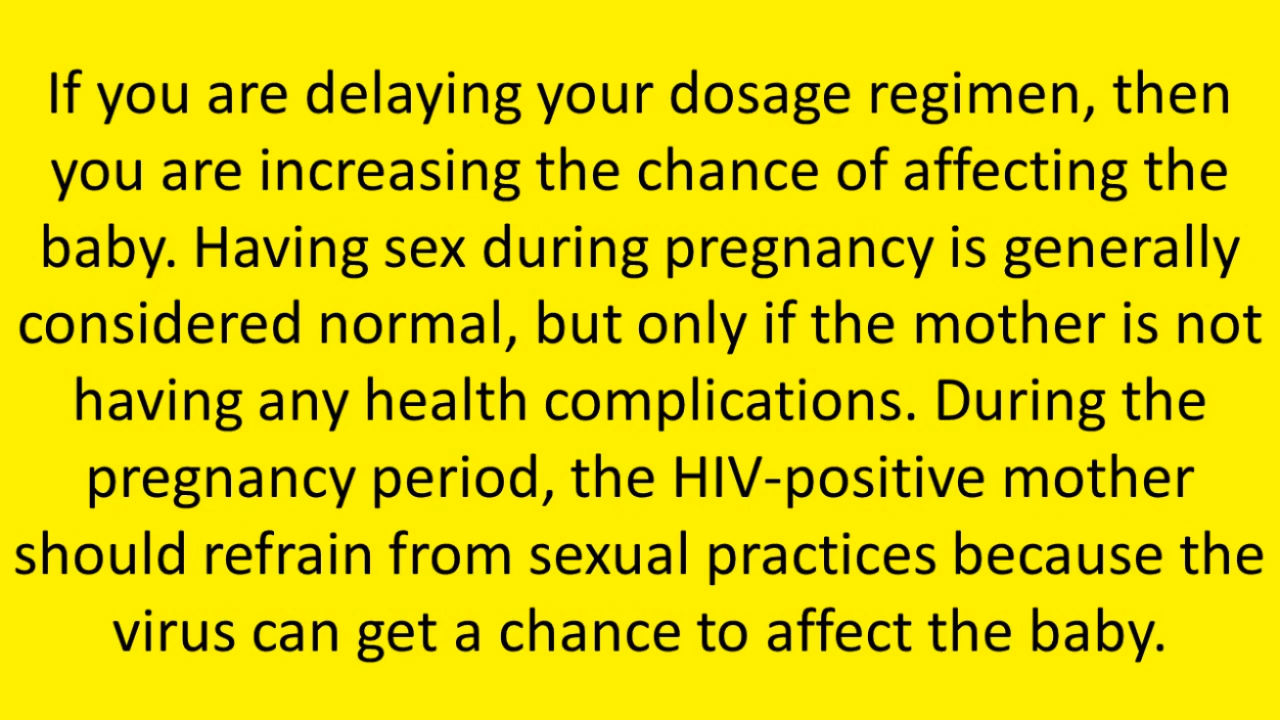 If you are delaying your dosage regimen, then
you are increasing the chance of affecting the
baby. Having sex during pregnancy is generally
considered normal, but only if the mother is not
having any health complications. During the
pregnancy period, the HIV-positive mother
should refrain from sexual practices because the
virus can get a chance to affect the baby.